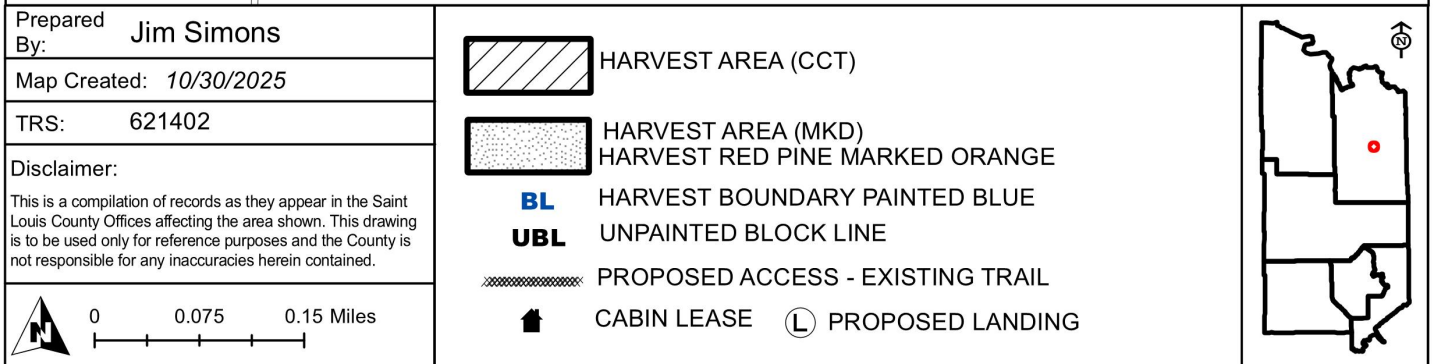 Prepared
By:
Jim Simons
Map Created: 10/30/2025
TRS: 621402
Disclaimer:
This is a compilation of records as they appear in the Saint
Louis County Offices affecting the area shown. This drawing
is to be used only for reference purposes and the County is
not responsible for any inaccuracies herein contained.
N
0 0.075 0.15 Miles
HARVEST AREA (CCT)
HARVEST AREA (MKD)
HARVEST RED PINE MARKED ORANGE
BL HARVEST BOUNDARY PAINTED BLUE
UBL UNPAINTED BLOCK LINE
PROPOSED ACCESS - EXISTING TRAIL
CABIN LEASE L PROPOSED LANDING
N